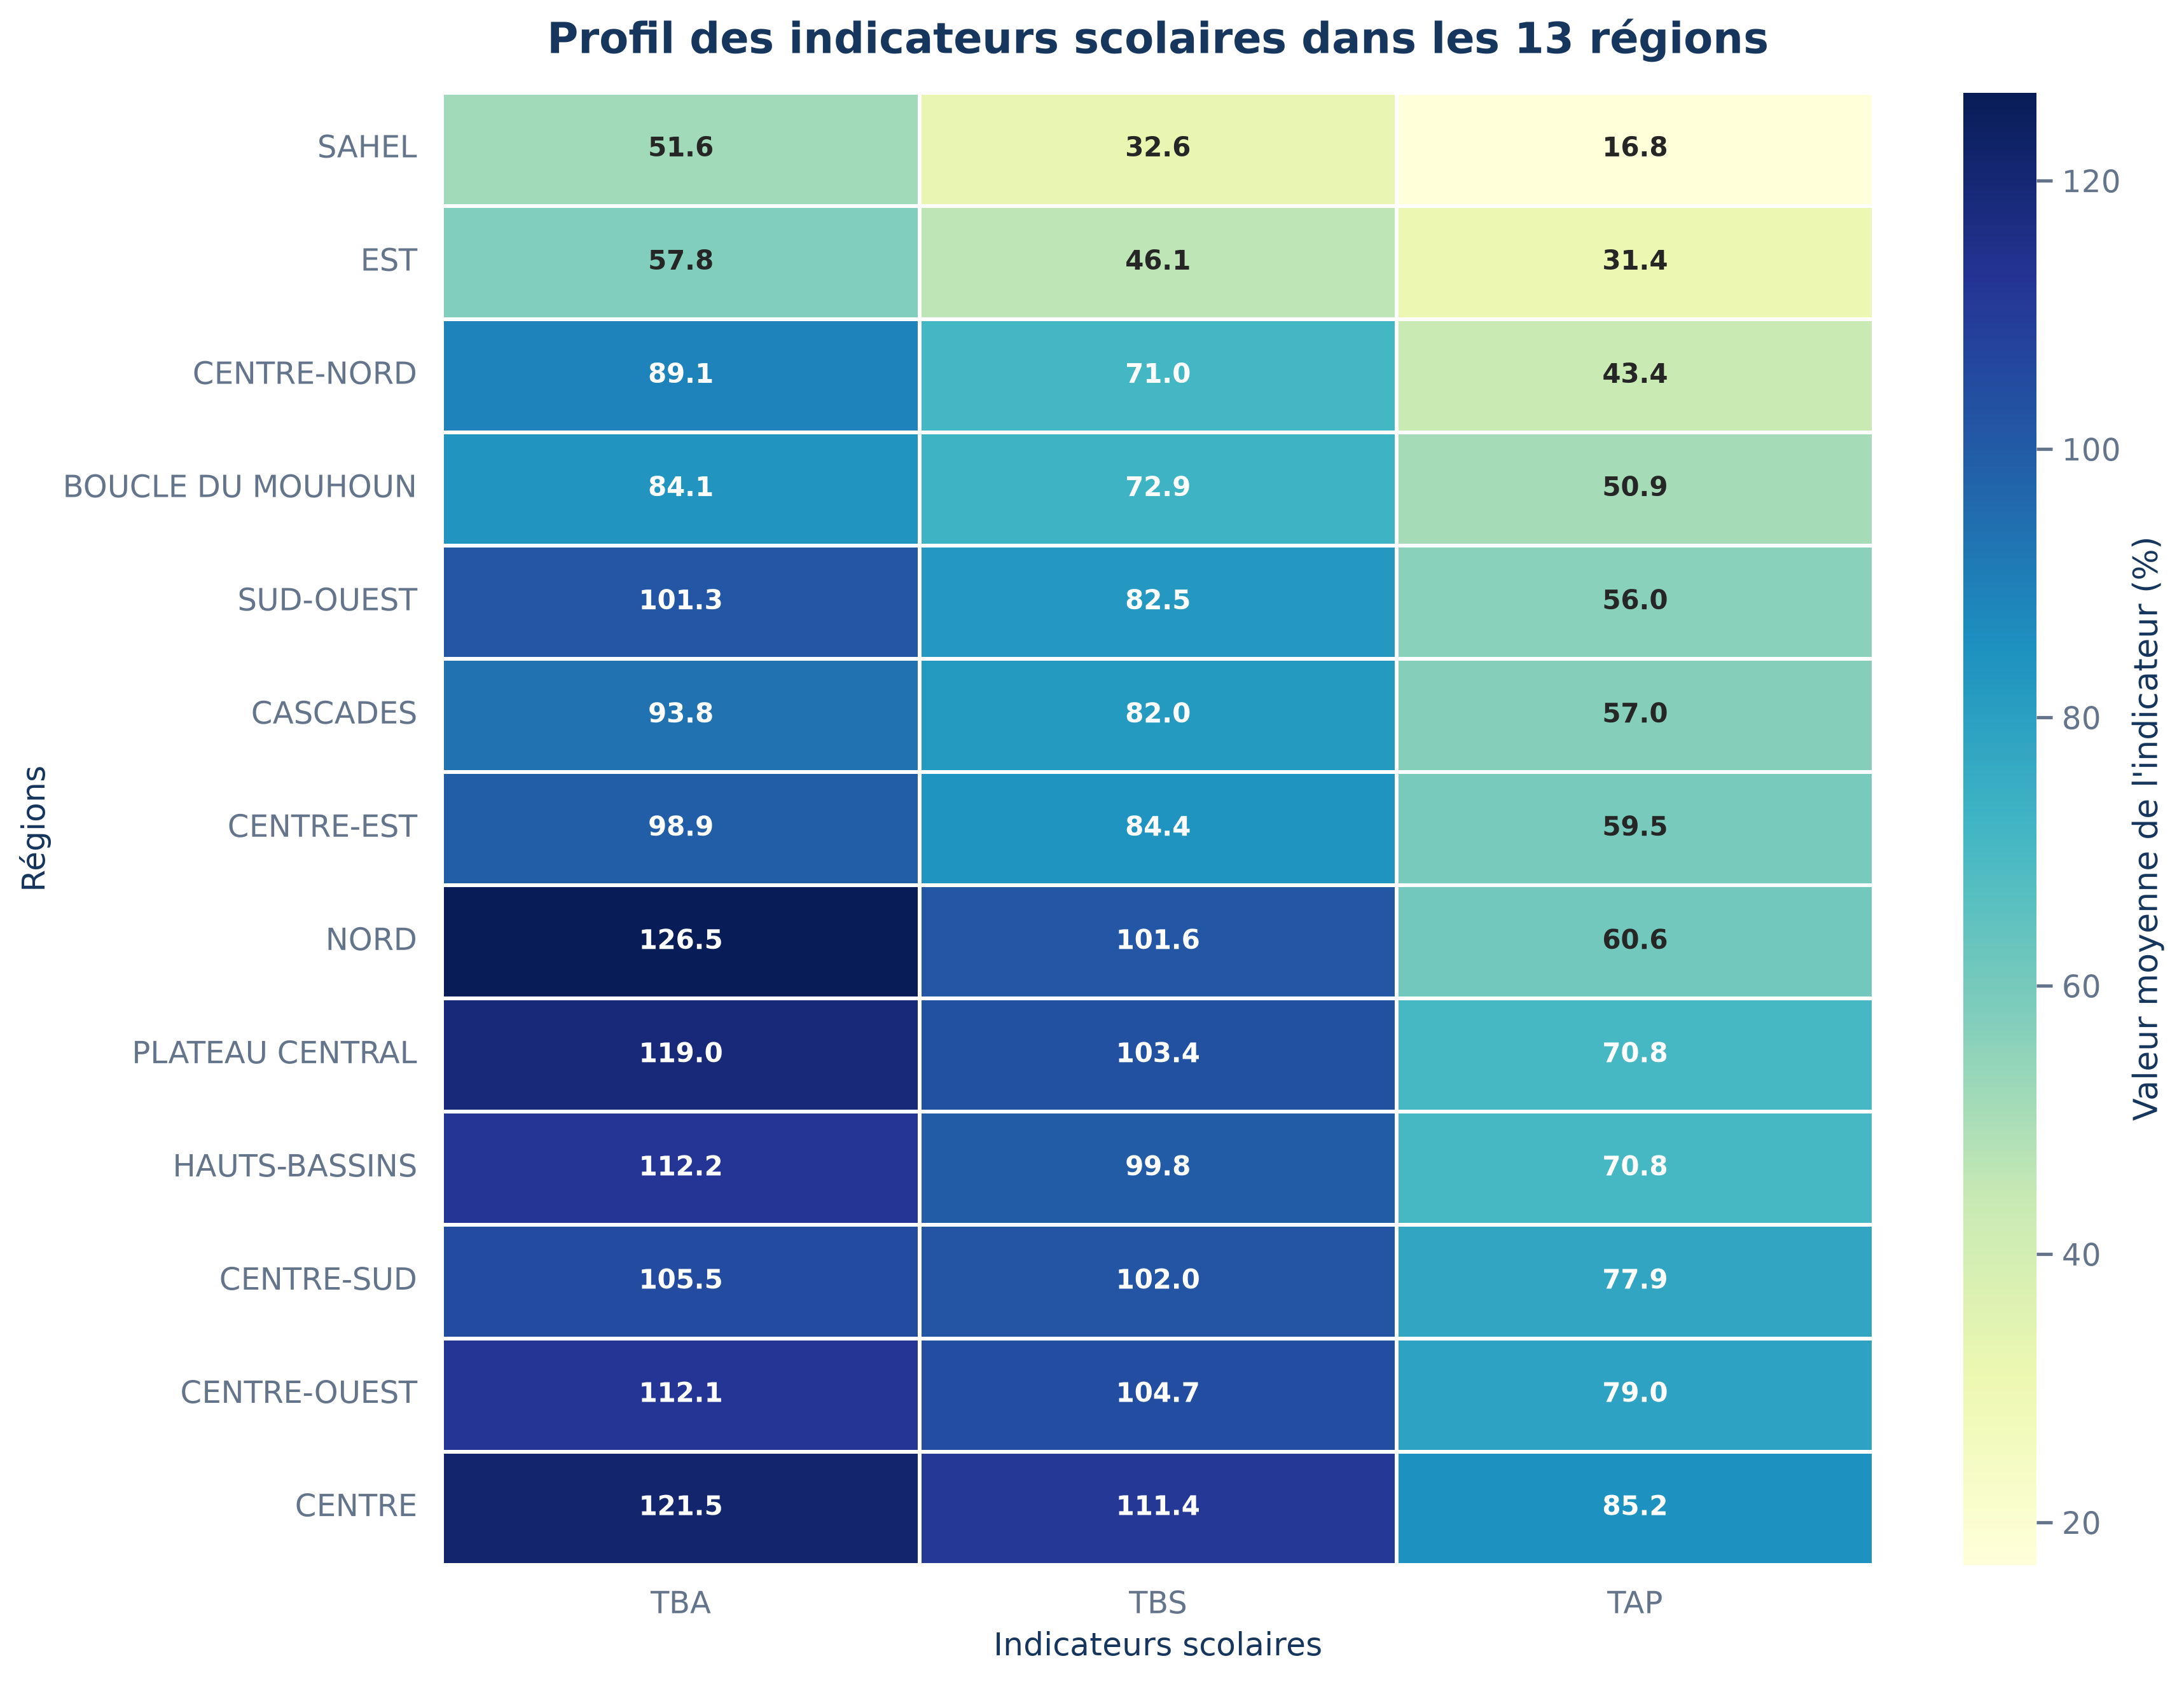 Profil des indicateurs scolaires dans les 13 régions
SAHEL 51.6 32.6 16.8
EST 57.8 46.1 31.4
CENTRE-NORD 89.1 71.0 43.4
BOUCLE DU MOUHOUN 84.1 72.9 50.9
SUD-OUEST 101.3 82.5 56.0
CASCADES 93.8 82.0 57.0
CENTRE-EST 98.9 84.4 59.5
NORD 126.5 101.6 60.6
PLATEAU CENTRAL 119.0 103.4 70.8
HAUTS-BASSINS 112.2 99.8 70.8
CENTRE-SUD 105.5 102.0 77.9
CENTRE-OUEST 112.1 104.7 79.0
CENTRE 121.5 111.4 85.2
TBA TBS TAP
Indicateurs scolaires
Régions
120
100
80
60
40
20
Valeur moyenne de l'indicateur (%)